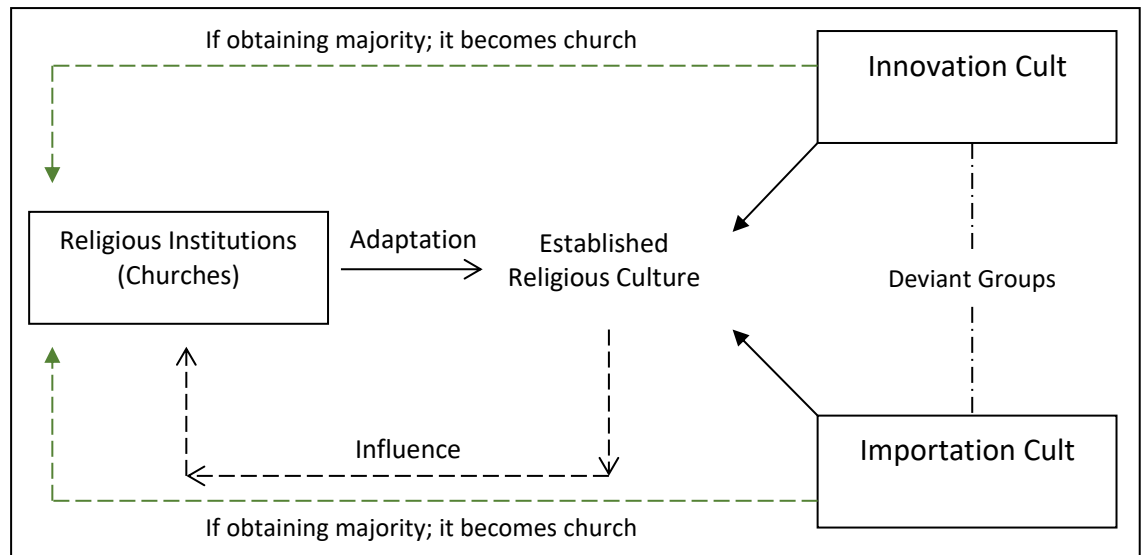 If obtaining majority; it becomes church
Innovation Cult
Religious Institutions
(Churches)
Adaptation
Established
Religious Culture
Deviant Groups
Influence
Importation Cult
If obtaining majority; it becomes church